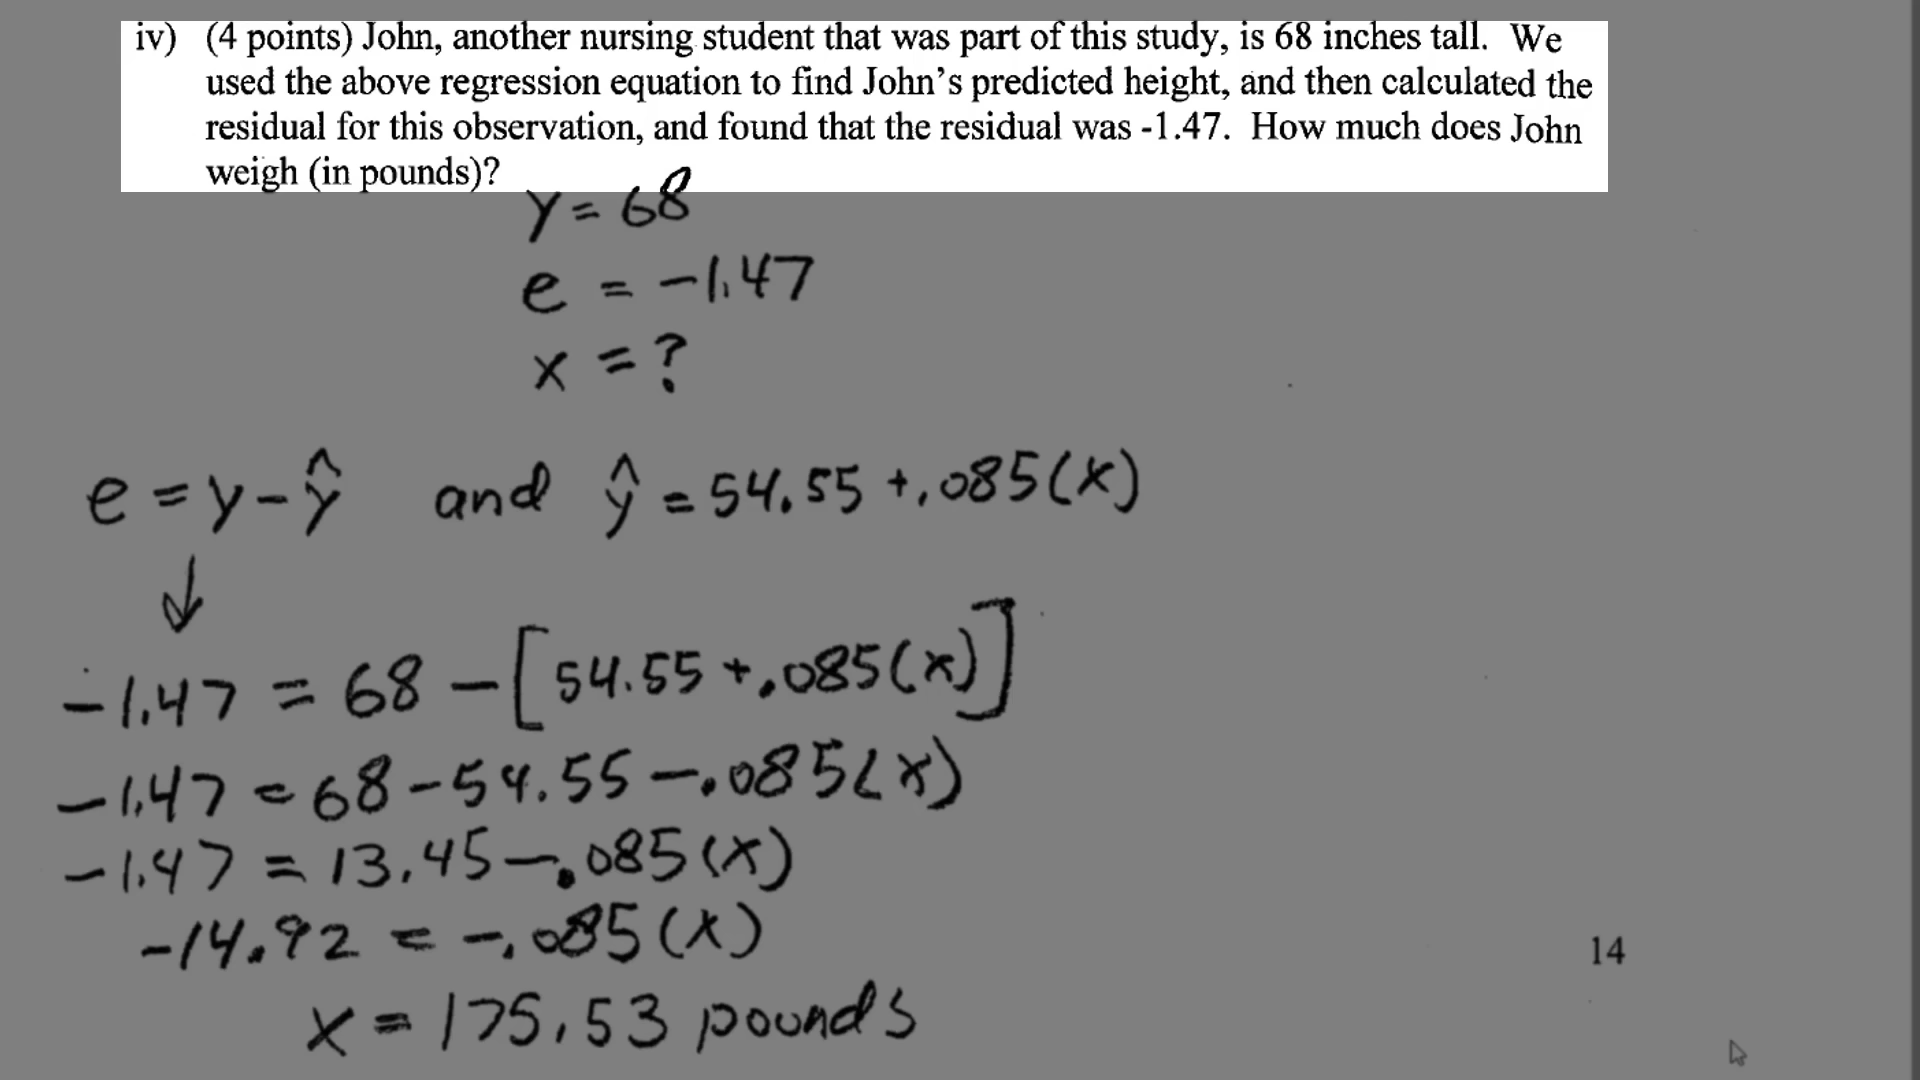 iv) (4 points) John, another nursing student that was part of this study, is 68 inches tall. We
used the above regression equation to find John's predicted height, and then calculated the
residual for this observation, and found that the residual was -1.47. How much does John
weigh (in pounds)?
y = 68
e = -1.47
x = ?
e = y - ŷ and ŷ = 54.55 + .085(x)
↓
-1.47 = 68 - [54.55 + .085(x)]
-1.47 = 68 - 54.55 - .085(x)
-1.47 = 13.45 - .085(x)
-14.92 = -.085(x)
14
x = 175.53 pounds